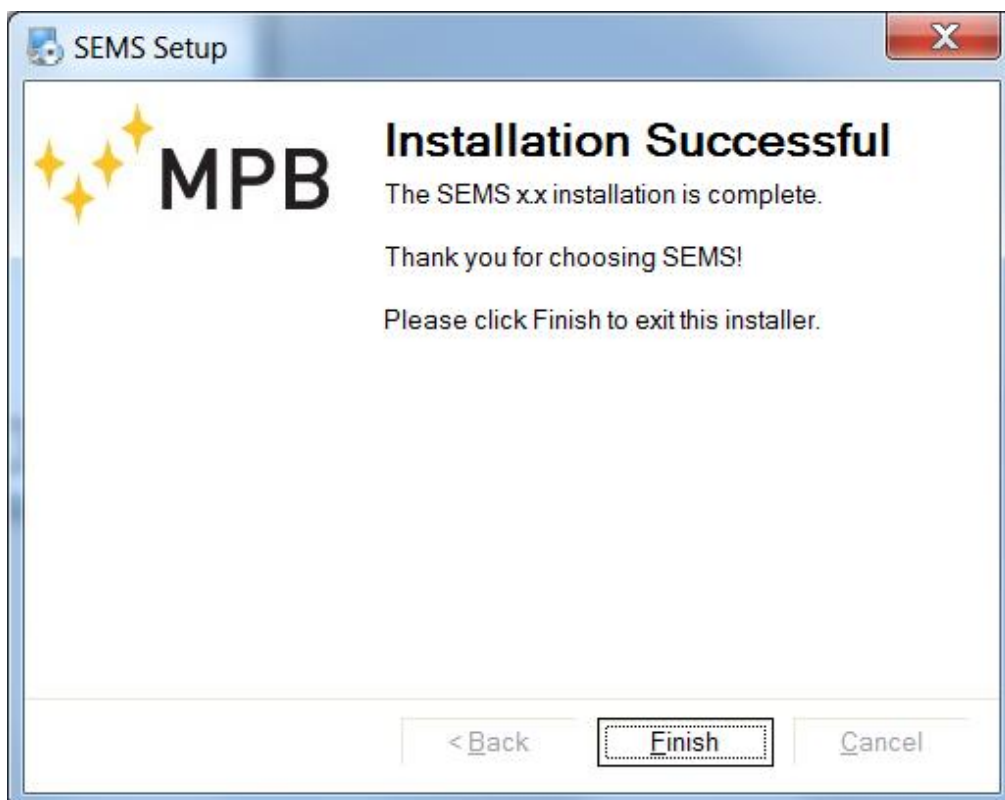 SEMS Setup
MPB
Installation Successful
The SEMS x.x installation is complete.
Thank you for choosing SEMS!
Please click Finish to exit this installer.
< Back Finish Cancel